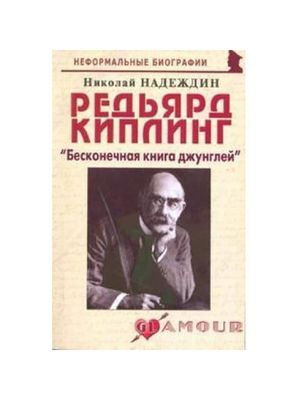 НЕФОРМАЛЬНЫЕ БИОГРАФИИ
Николай НАДЕЖДИН
РЕДЬЯРД
КИПЛИНГ
"Бесконечная книга джунглей"
GLAMOUR